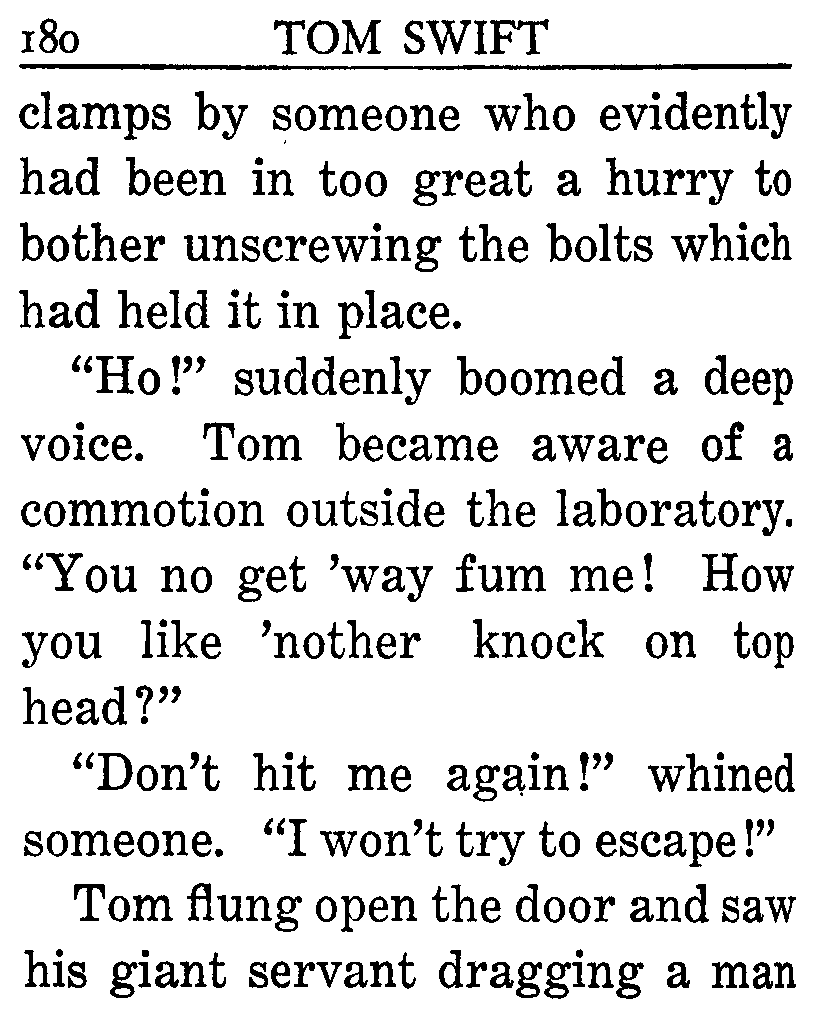 180 TOM SWIFT
clamps by someone who evidently
had been in too great a hurry to
bother unscrewing the bolts which
had held it in place.
“Ho!” suddenly boomed a deep
voice. Tom became aware of a
commotion outside the laboratory.
“You no get ’way fum me! How
you like ’nother knock on top
head?”
“Don’t hit me again!” whined
someone. “I won’t try to escape!”
Tom flung open the door and saw
his giant servant dragging a man